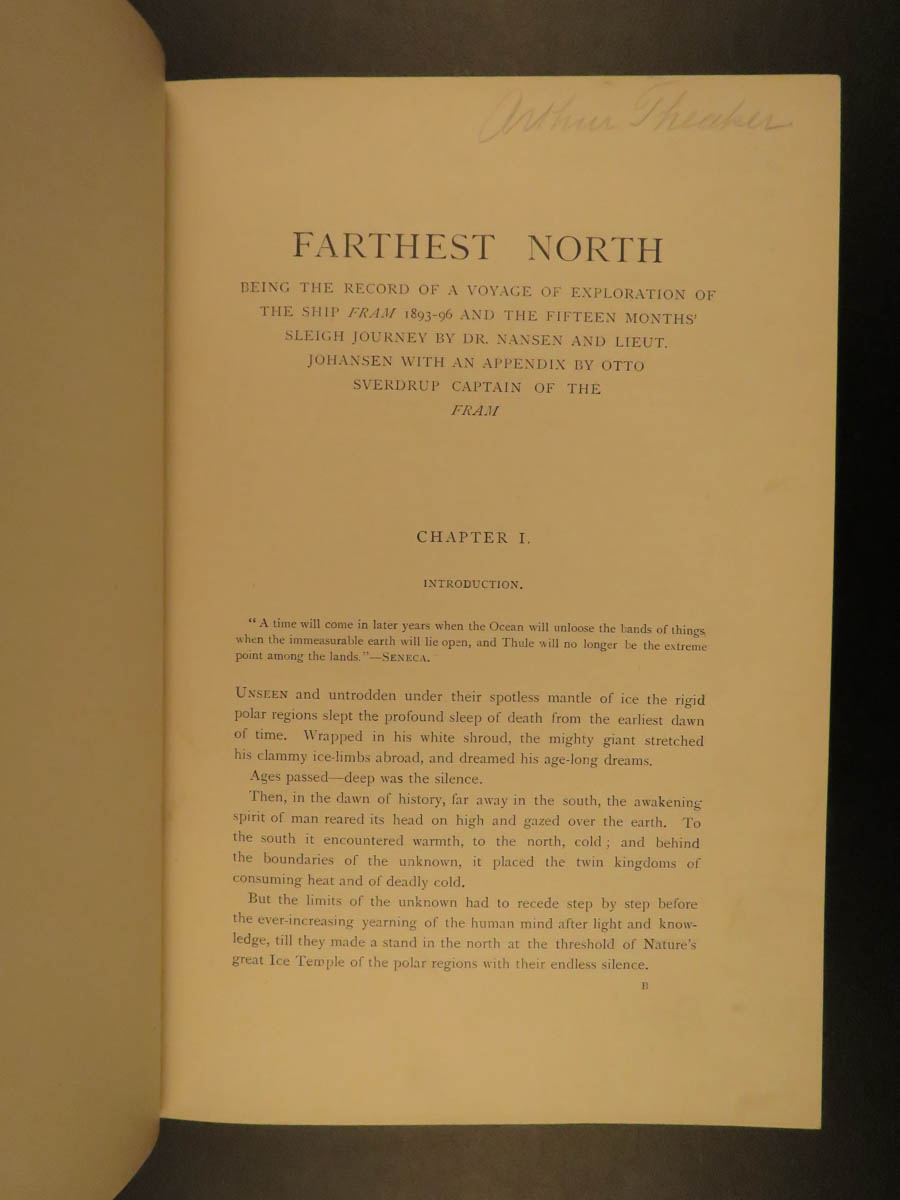 Arthur Theaker
FARTHEST NORTH
BEING THE RECORD OF A VOYAGE OF EXPLORATION OF
THE SHIP FRAM 1893-96 AND THE FIFTEEN MONTHS'
SLEIGH JOURNEY BY DR. NANSEN AND LIEUT.
JOHANSEN WITH AN APPENDIX BY OTTO
SVERDRUP CAPTAIN OF THE
FRAM
CHAPTER I.
INTRODUCTION.
"A time will come in later years when the Ocean will unloose the bands of things,
when the immeasurable earth will lie open, and Thule will no longer be the extreme
point among the lands."—SENECA.
UNSEEN and untrodden under their spotless mantle of ice the rigid
polar regions slept the profound sleep of death from the earliest dawn
of time. Wrapped in his white shroud, the mighty giant stretched
his clammy ice-limbs abroad, and dreamed his age-long dreams.
Ages passed—deep was the silence.
Then, in the dawn of history, far away in the south, the awakening
spirit of man reared its head on high and gazed over the earth. To
the south it encountered warmth, to the north, cold; and behind
the boundaries of the unknown, it placed the twin kingdoms of
consuming heat and of deadly cold.
But the limits of the unknown had to recede step by step before
the ever-increasing yearning of the human mind after light and know-
ledge, till they made a stand in the north at the threshold of Nature's
great Ice Temple of the polar regions with their endless silence.
B